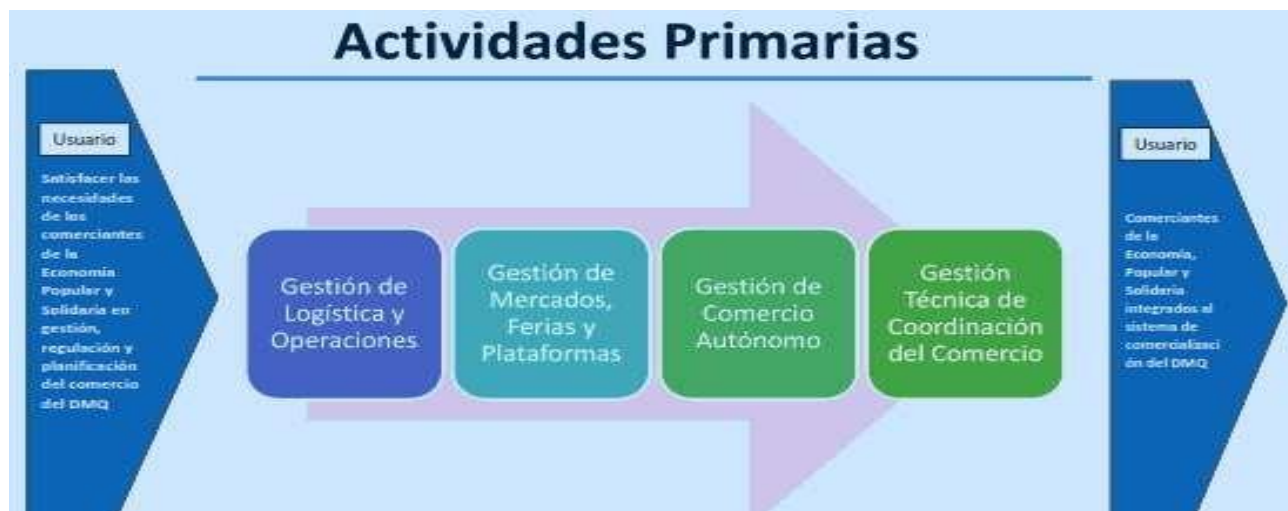 Actividades Primarias
Usuario
Satisfacer las
necesidades
de los
comerciantes
de la
Economía
Popular y
Solidaria en
gestión,
regulación y
planificación
del comercio
del DMQ
Gestión de
Logística y
Operaciones
Gestión de
Mercados,
Ferias y
Plataformas
Gestión de
Comercio
Autónomo
Gestión
Técnica de
Coordinación
del Comercio
Usuario
Comerciantes
de la
Economía,
Popular y
Solidaria
integrados al
sistema de
comercializaci
ón del DMQ